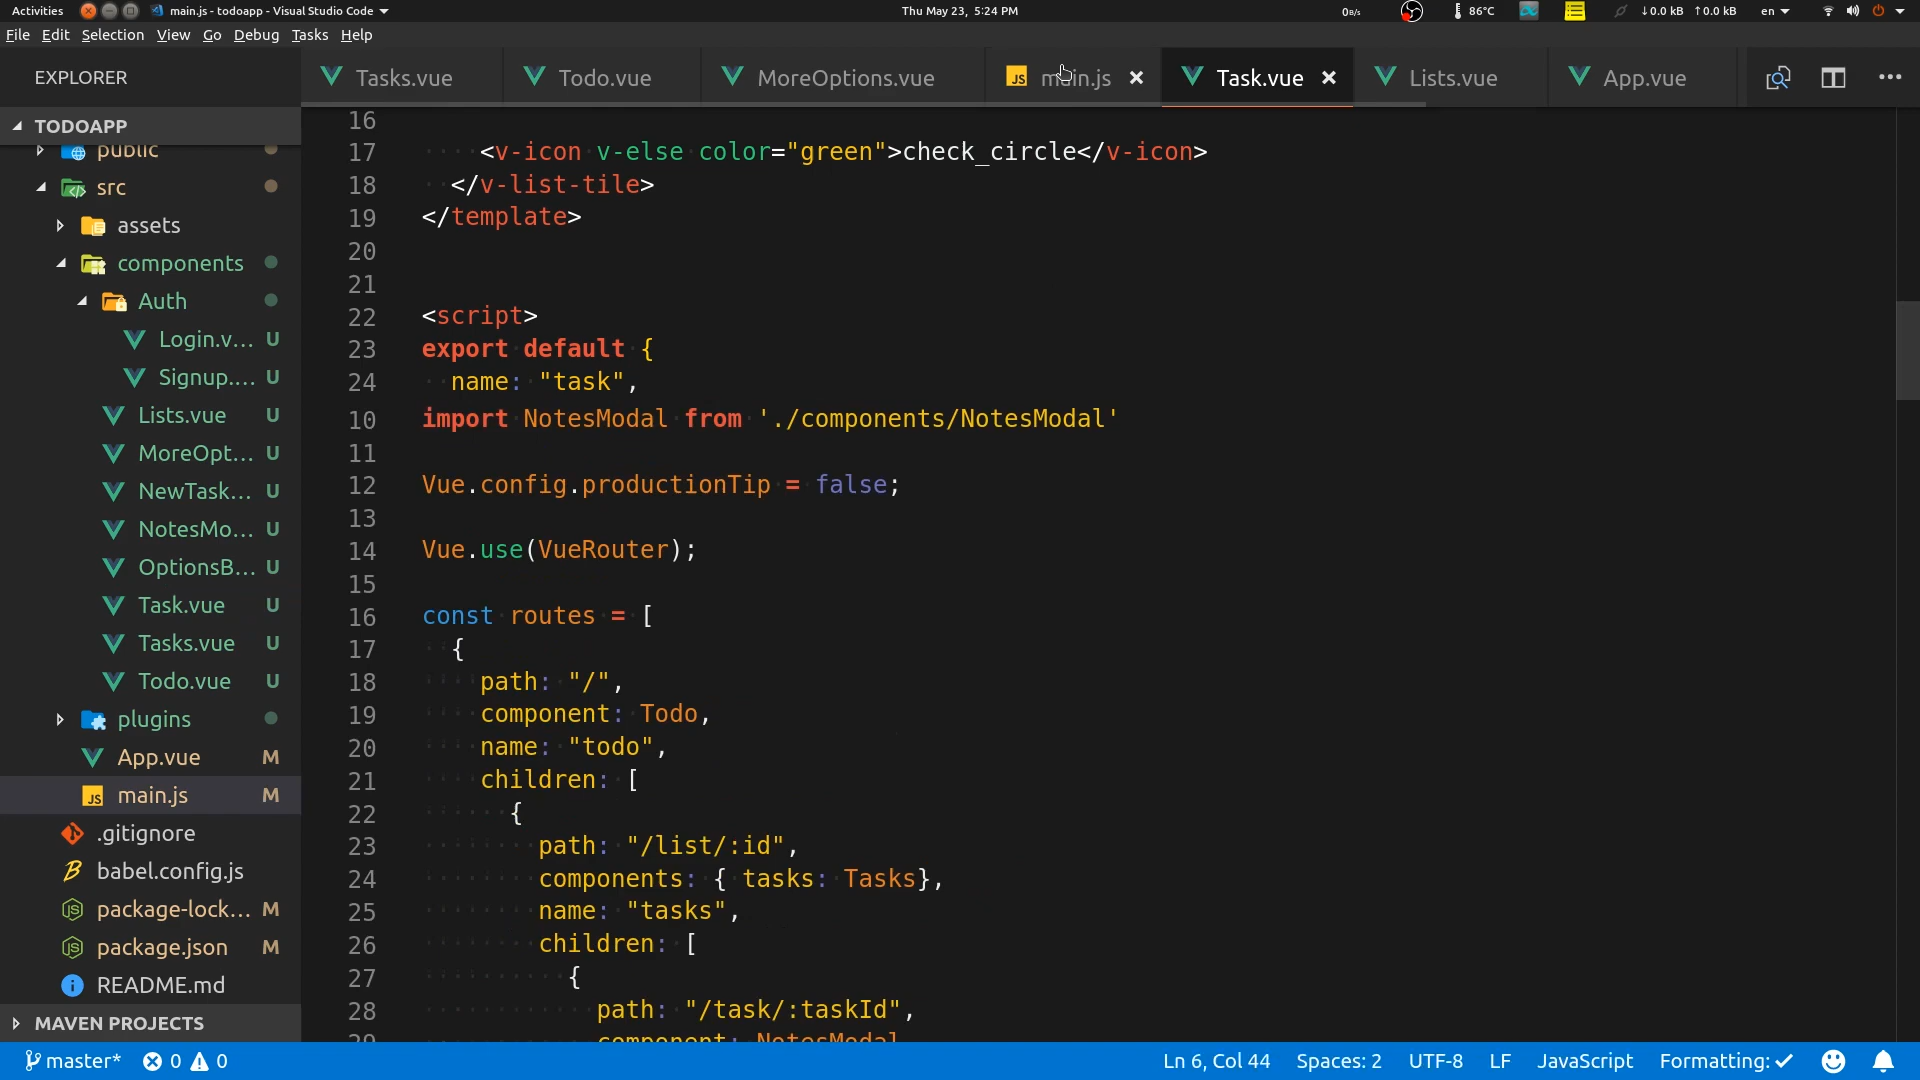 Activities
main.js - todoapp - Visual Studio Code
Thu May 23, 5:24 PM
0B/s
86°C
↓0.0 kB ↑0.0 kB
en
File Edit Selection View Go Debug Tasks Help
EXPLORER
Tasks.vue
Todo.vue
MoreOptions.vue
JS main.js
Task.vue
Lists.vue
App.vue
TODOAPP
public
src
assets
components
Auth
Login.v... U
Signup.... U
Lists.vue U
MoreOpt... U
NewTask... U
NotesMo... U
OptionsB... U
Task.vue U
Tasks.vue U
Todo.vue U
plugins
App.vue M
JS main.js M
.gitignore
babel.config.js
package-lock... M
package.json M
README.md
MAVEN PROJECTS
16
17 <v-icon v-else color="green">check_circle</v-icon>
18 </v-list-tile>
19 </template>
20
21
22 <script>
23 export default {
24 name: "task",
10 import NotesModal from './components/NotesModal'
11
12 Vue.config.productionTip = false;
13
14 Vue.use(VueRouter);
15
16 const routes = [
17 {
18 path: "/",
19 component: Todo,
20 name: "todo",
21 children: [
22 {
23 path: "/list/:id",
24 components: { tasks: Tasks},
25 name: "tasks",
26 children: [
27 {
28 path: "/task/:taskId",
29 component: NotesModal
master* 0 0
Ln 6, Col 44 Spaces: 2 UTF-8 LF JavaScript Formatting: ✓